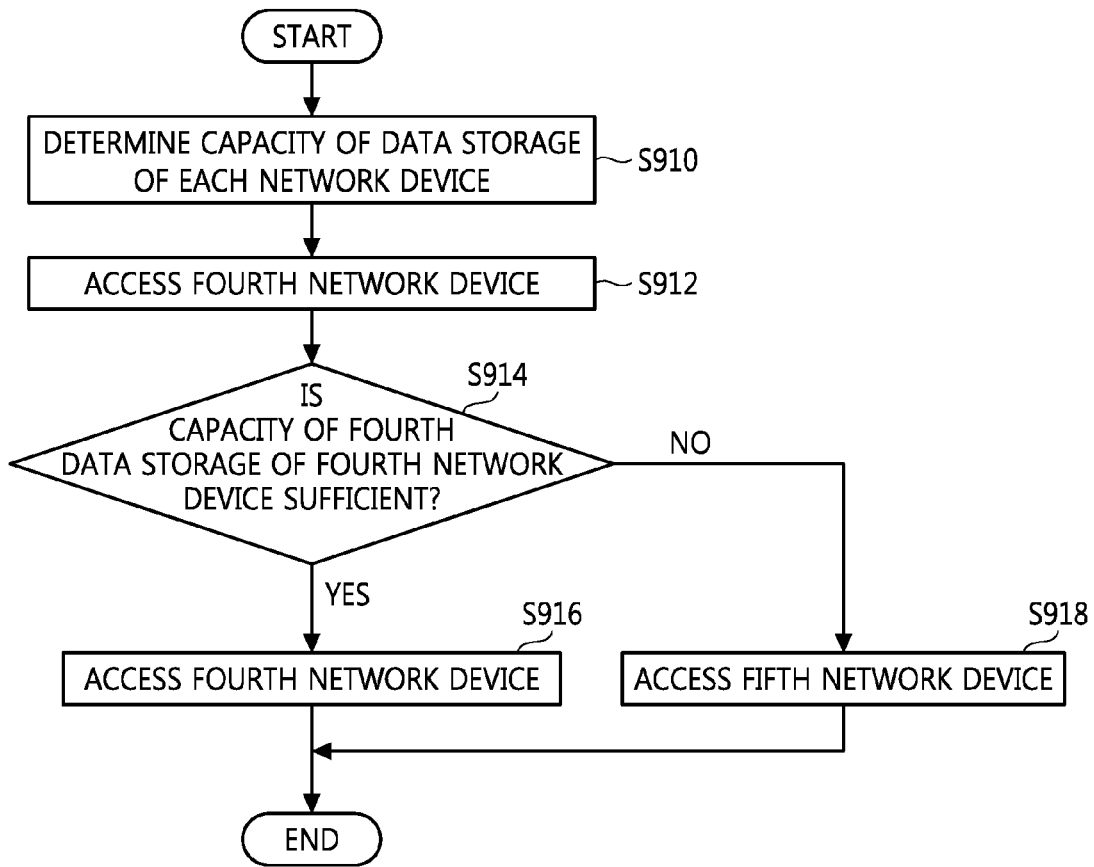 START
DETERMINE CAPACITY OF DATA STORAGE
OF EACH NETWORK DEVICE
S910
ACCESS FOURTH NETWORK DEVICE
S912
S914
IS
CAPACITY OF FOURTH
DATA STORAGE OF FOURTH NETWORK
DEVICE SUFFICIENT?
NO
YES
S916
ACCESS FOURTH NETWORK DEVICE
S918
ACCESS FIFTH NETWORK DEVICE
END